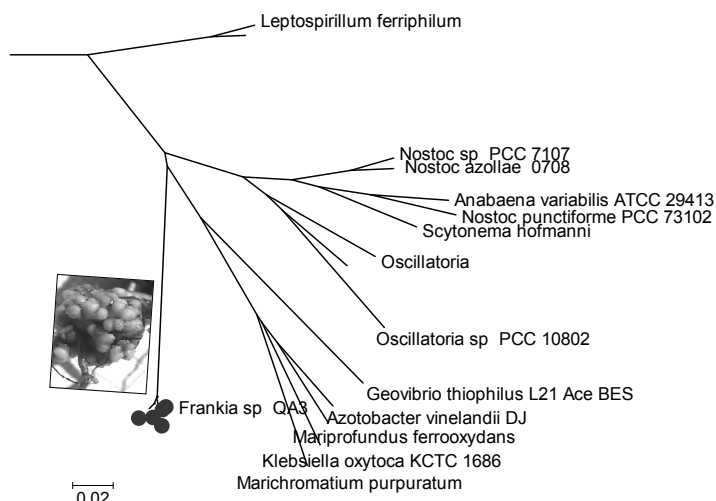 Leptospirillum ferriphilum
Nostoc sp PCC 7107
Nostoc azollae 0708
Anabaena variabilis ATCC 29413
Nostoc punctiforme PCC 73102
Scytonema hofmanni
Oscillatoria
Oscillatoria sp PCC 10802
Geovibrio thiophilus L21 Ace BES
Frankia sp QA3
Azotobacter vinelandii DJ
Mariprofundus ferrooxydans
Klebsiella oxytoca KCTC 1686
Marichromatium purpuratum
0.02